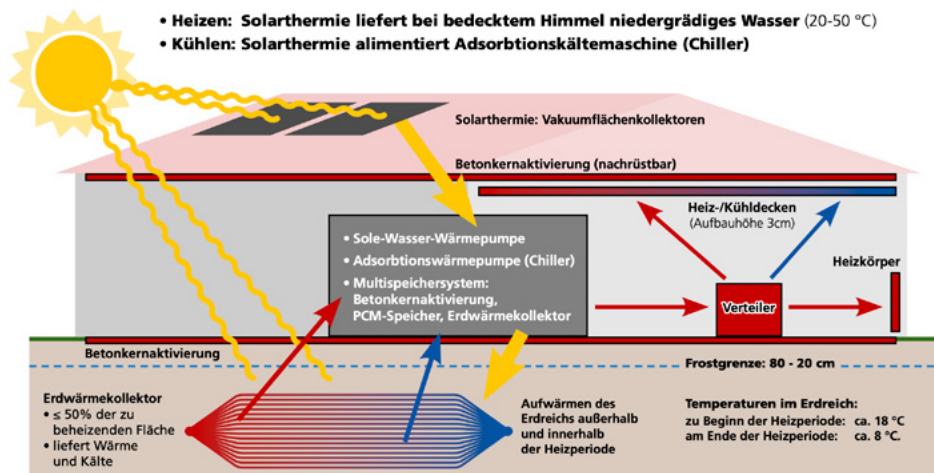 • Heizen: Solarthermie liefert bei bedecktem Himmel niedergrädiges Wasser (20-50 °C)
• Kühlen: Solarthermie alimentiert Adsorbtionskältemaschine (Chiller)
Solarthermie: Vakuumflächenkollektoren
Betonkernaktivierung (nachrüstbar)
Heiz-/Kühldecken
(Aufbauhöhe 3cm)
• Sole-Wasser-Wärmepumpe
• Adsorbtionswärmepumpe (Chiller)
• Multispeichersystem:
Betonkernaktivierung,
PCM-Speicher, Erdwärmekollektor
Heizkörper
Verteiler
Betonkernaktivierung
Frostgrenze: 80 - 20 cm
Erdwärmekollektor
• ≤ 50% der zu
beheizenden Fläche
• liefert Wärme
und Kälte
Aufwärmen des
Erdreichs außerhalb
und innerhalb
der Heizperiode
Temperaturen im Erdreich:
zu Beginn der Heizperiode: ca. 18 °C
am Ende der Heizperiode: ca. 8 °C.